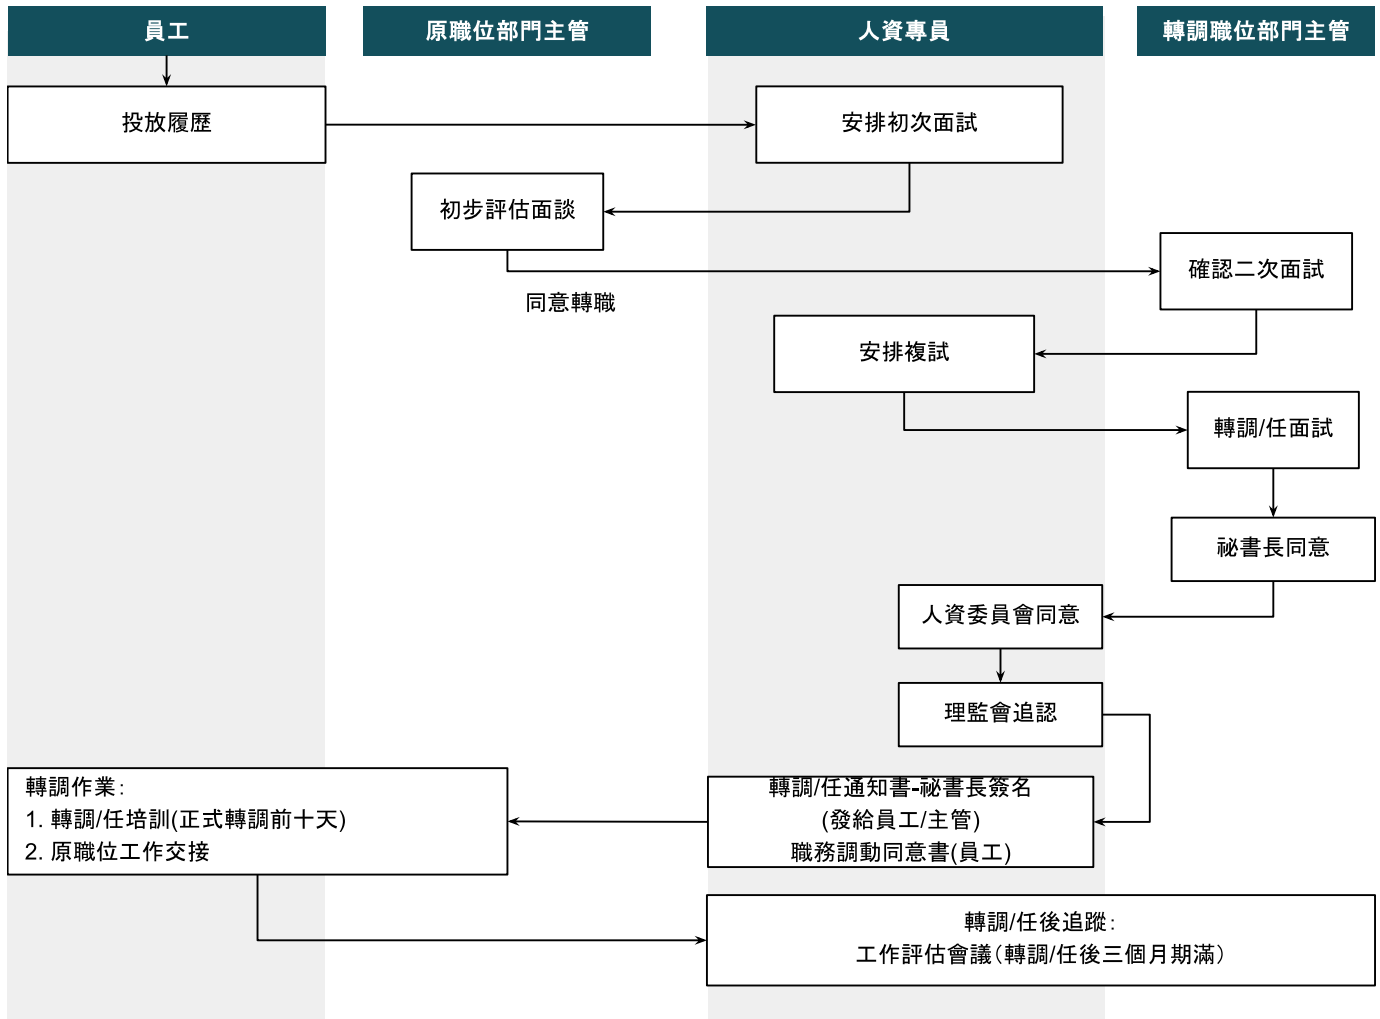 員工
原職位部門主管
人資專員
轉調職位部門主管
投放履歷
安排初次面試
初步評估面談
確認二次面試
同意轉職
安排複試
轉調/任面試
祕書長同意
人資委員會同意
理監會追認
轉調作業:
1. 轉調/任培訓(正式轉調前十天)
2. 原職位工作交接
轉調/任通知書-祕書長簽名
(發給員工/主管)
職務調動同意書(員工)
轉調/任後追蹤:
工作評估會議(轉調/任後三個月期滿)